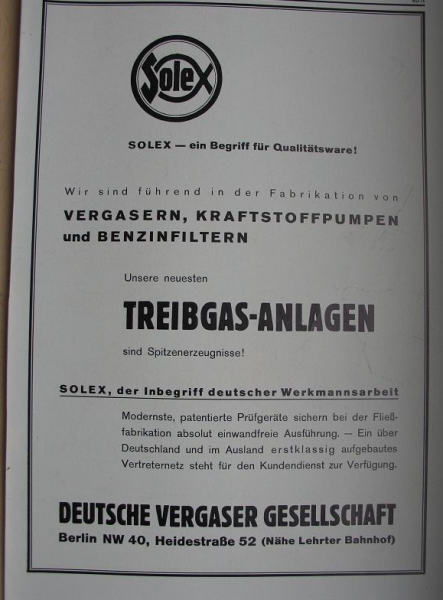 Solex
SOLEX — ein Begriff für Qualitätsware!
Wir sind führend in der Fabrikation von
VERGASERN, KRAFTSTOFFPUMPEN
und BENZINFILTERN
Unsere neuesten
TREIBGAS-ANLAGEN
sind Spitzenerzeugnisse!
SOLEX, der Inbegriff deutscher Werkmannsarbeit
Modernste, patentierte Prüfgeräte sichern bei der Fließ-
fabrikation absolut einwandfreie Ausführung. — Ein über
Deutschland und im Ausland erstklassig aufgebautes
Vertreternetz steht für den Kundendienst zur Verfügung.
DEUTSCHE VERGASER GESELLSCHAFT
Berlin NW 40, Heidestraße 52 (Nähe Lehrter Bahnhof)